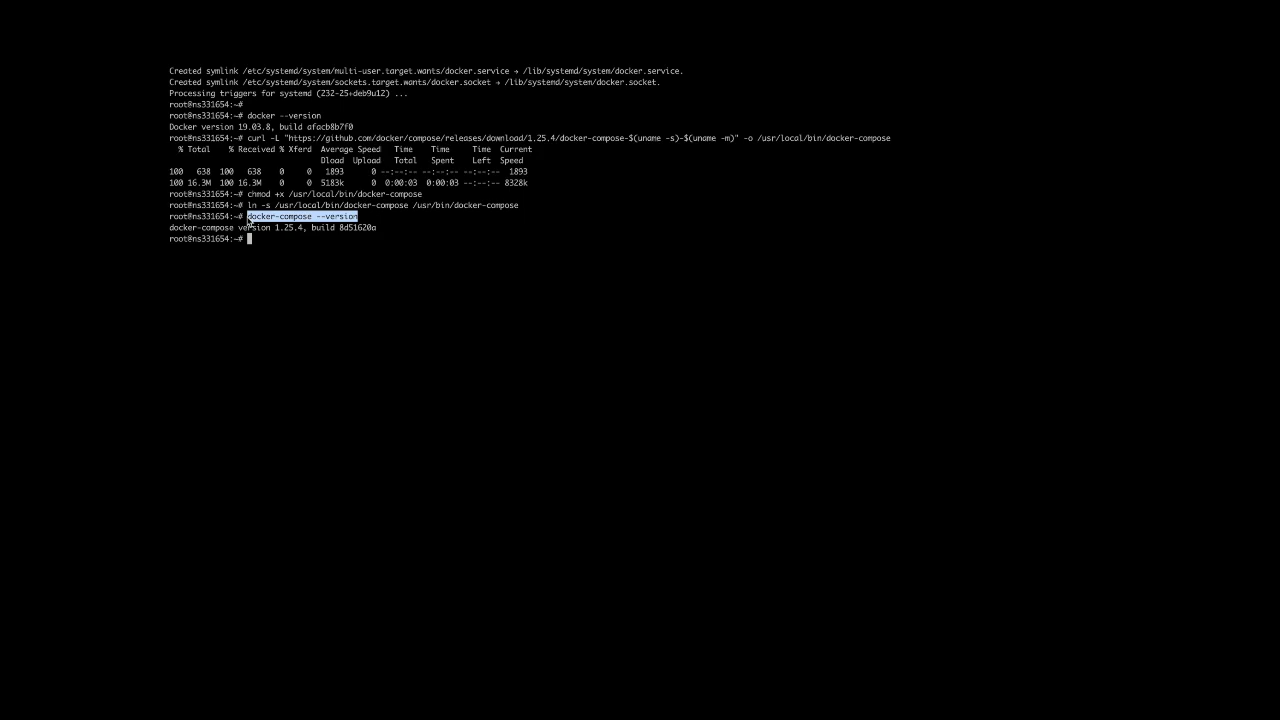 Created symlink /etc/systemd/system/multi-user.target.wants/docker.service → /lib/systemd/system/docker.service.
Created symlink /etc/systemd/system/sockets.target.wants/docker.socket → /lib/systemd/system/docker.socket.
Processing triggers for systemd (232-25+deb9u12) ...
root@ns331654:~#
root@ns331654:~# docker --version
Docker version 19.03.8, build afacb8b7f0
root@ns331654:~# curl -L "https://github.com/docker/compose/releases/download/1.25.4/docker-compose-$(uname -s)-$(uname -m)" -o /usr/local/bin/docker-compose
% Total % Received % Xferd Average Speed Time Time Time Current
Dload Upload Total Spent Left Speed
100 638 100 638 0 0 1893 0 --:--:-- --:--:-- --:--:-- 1893
100 16.3M 100 16.3M 0 0 5183k 0 0:00:03 0:00:03 --:--:-- 8328k
root@ns331654:~# chmod +x /usr/local/bin/docker-compose
root@ns331654:~# ln -s /usr/local/bin/docker-compose /usr/bin/docker-compose
root@ns331654:~# docker-compose --version
docker-compose version 1.25.4, build 8d51620a
root@ns331654:~#